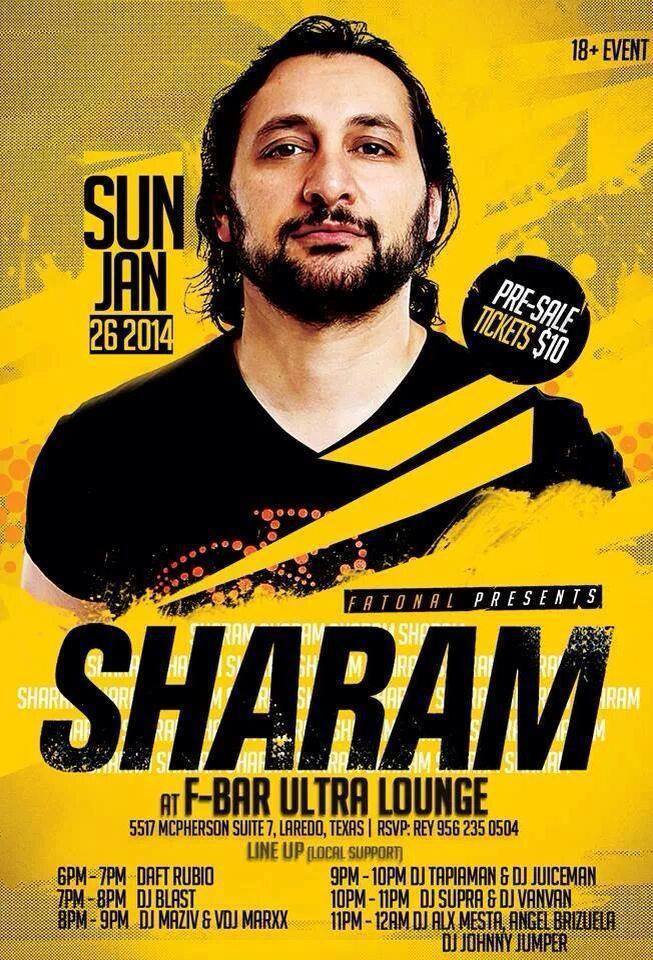 18+ EVENT
SUN
JAN
26 2014
PRE-SALE
TICKETS $10
FATONAL PRESENTS
SHARAM
AT F-BAR ULTRA LOUNGE
5517 MCPHERSON SUITE 7, LAREDO, TEXAS | RSVP: REY 956 235 0504
LINE UP (LOCAL SUPPORT)
6PM - 7PM DAFT RUBIO
7PM - 8PM DJ BLAST
8PM - 9PM DJ MAZIV & VDJ MARXX
9PM - 10PM DJ TAPIAMAN & DJ JUICEMAN
10PM - 11PM DJ SUPRA & DJ VANVAN
11PM - 12AM DJ ALX MESTA, ANGEL BRIZUELA
DJ JOHNNY JUMPER